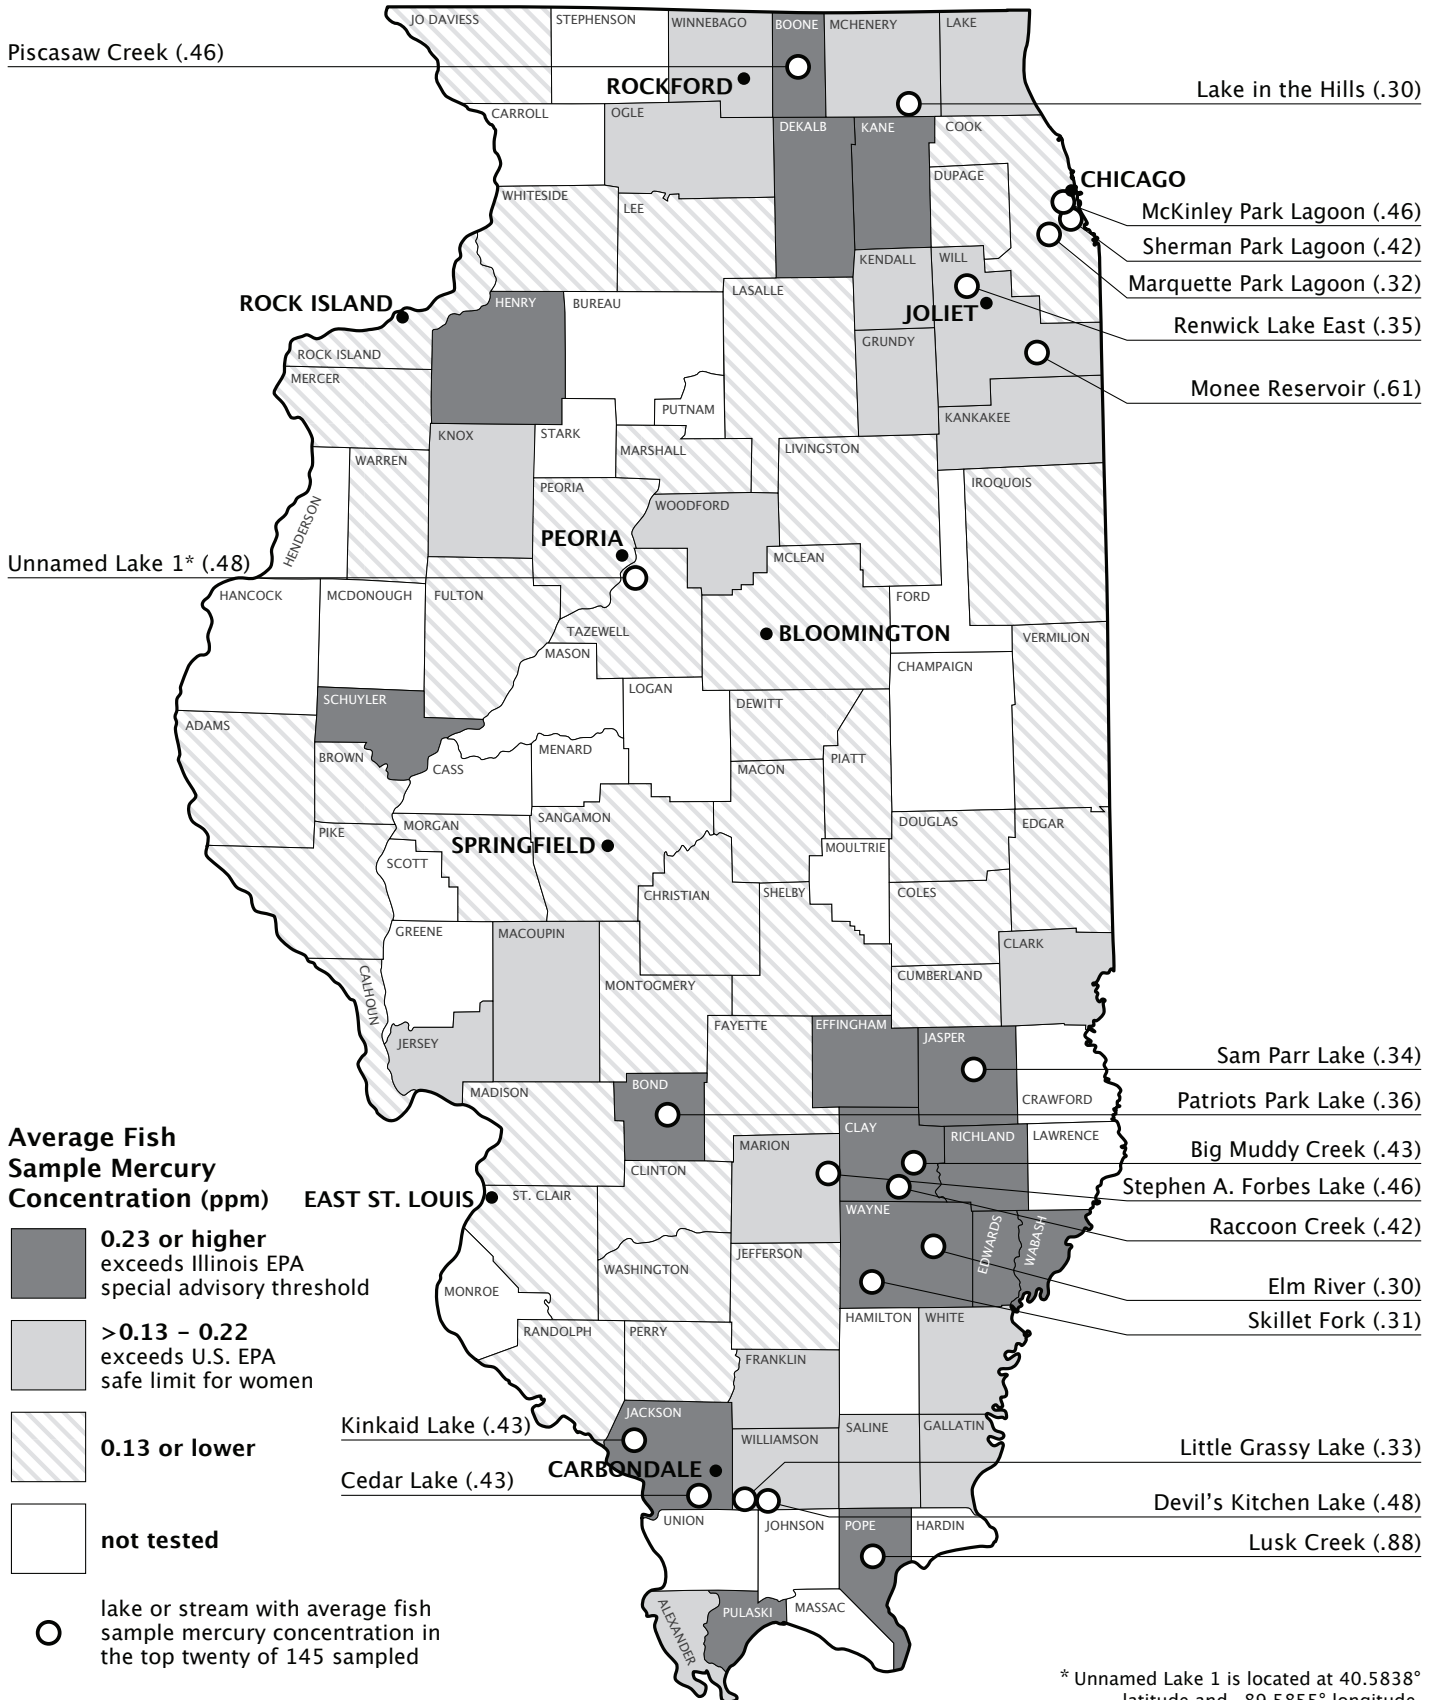 JO DAVIESS
STEPHENSON
WINNEBAGO
BOONE
MCHENERY
LAKE
Piscasaw Creek (.46)
ROCKFORD
Lake in the Hills (.30)
CARROLL
OGLE
DEKALB
KANE
COOK
DUPAGE
CHICAGO
WHITESIDE
LEE
McKinley Park Lagoon (.46)
Sherman Park Lagoon (.42)
KENDALL
WILL
Marquette Park Lagoon (.32)
LASALLE
ROCK ISLAND
HENRY
BUREAU
JOLIET
Renwick Lake East (.35)
GRUNDY
ROCK ISLAND
MERCER
Monee Reservoir (.61)
PUTNAM
KANKAKEE
KNOX
STARK
WARREN
MARSHALL
LIVINGSTON
PEORIA
IROQUOIS
HENDERSON
WOODFORD
PEORIA
MCLEAN
Unnamed Lake 1* (.48)
HANCOCK
MCDONOUGH
FULTON
FORD
TAZEWELL
BLOOMINGTON
VERMILION
MASON
CHAMPAIGN
LOGAN
SCHUYLER
DEWITT
ADAMS
BROWN
MENARD
PIATT
CASS
MACON
SANGAMON
DOUGLAS
EDGAR
PIKE
MORGAN
SPRINGFIELD
MOULTRIE
SCOTT
CHRISTIAN
SHELBY
COLES
GREENE
MACOUPIN
CLARK
CALHOUN
CUMBERLAND
MONTOGMERY
FAYETTE
EFFINGHAM
JASPER
JERSEY
Sam Parr Lake (.34)
BOND
MADISON
CRAWFORD
Patriots Park Lake (.36)
CLAY
RICHLAND
LAWRENCE
MARION
Big Muddy Creek (.43)
CLINTON
Stephen A. Forbes Lake (.46)
EAST ST. LOUIS
ST. CLAIR
WAYNE
EDWARDS
WABASH
Raccoon Creek (.42)
JEFFERSON
WASHINGTON
Elm River (.30)
MONROE
HAMILTON
WHITE
Skillet Fork (.31)
RANDOLPH
PERRY
FRANKLIN
JACKSON
Kinkaid Lake (.43)
WILLIAMSON
SALINE
GALLATIN
Little Grassy Lake (.33)
CARBONDALE
Cedar Lake (.43)
Devil's Kitchen Lake (.48)
UNION
JOHNSON
POPE
HARDIN
Lusk Creek (.88)
ALEXANDER
PULASKI
MASSAC
Average Fish
Sample Mercury
Concentration (ppm)
0.23 or higher
exceeds Illinois EPA
special advisory threshold
>0.13 – 0.22
exceeds U.S. EPA
safe limit for women
0.13 or lower
not tested
lake or stream with average fish
sample mercury concentration in
the top twenty of 145 sampled
* Unnamed Lake 1 is located at 40.5838°
latitude and -89.5855° longitude